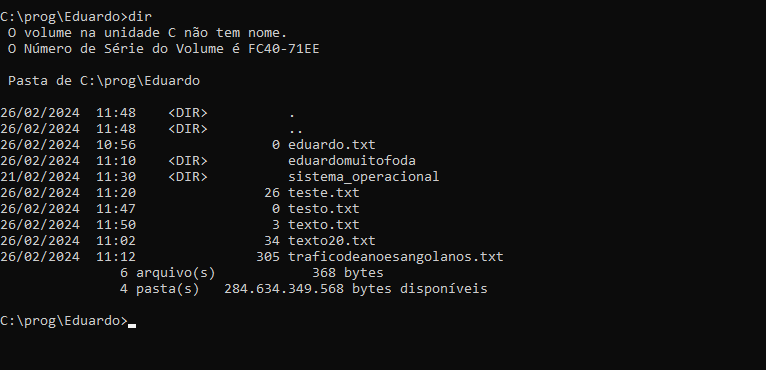 C:\prog\Eduardo>dir
 O volume na unidade C não tem nome.
 O Número de Série do Volume é FC40-71EE

 Pasta de C:\prog\Eduardo

26/02/2024  11:48    <DIR>          .
26/02/2024  11:48    <DIR>          ..
26/02/2024  10:56                 0 eduardo.txt
26/02/2024  11:10    <DIR>          eduardomuitofoda
21/02/2024  11:30    <DIR>          sistema_operacional
26/02/2024  11:20                26 teste.txt
26/02/2024  11:47                 0 testo.txt
26/02/2024  11:50                 3 texto.txt
26/02/2024  11:02                34 texto20.txt
26/02/2024  11:12               305 traficodeanoesangolanos.txt
               6 arquivo(s)            368 bytes
               4 pasta(s)   284.634.349.568 bytes disponíveis

C:\prog\Eduardo>